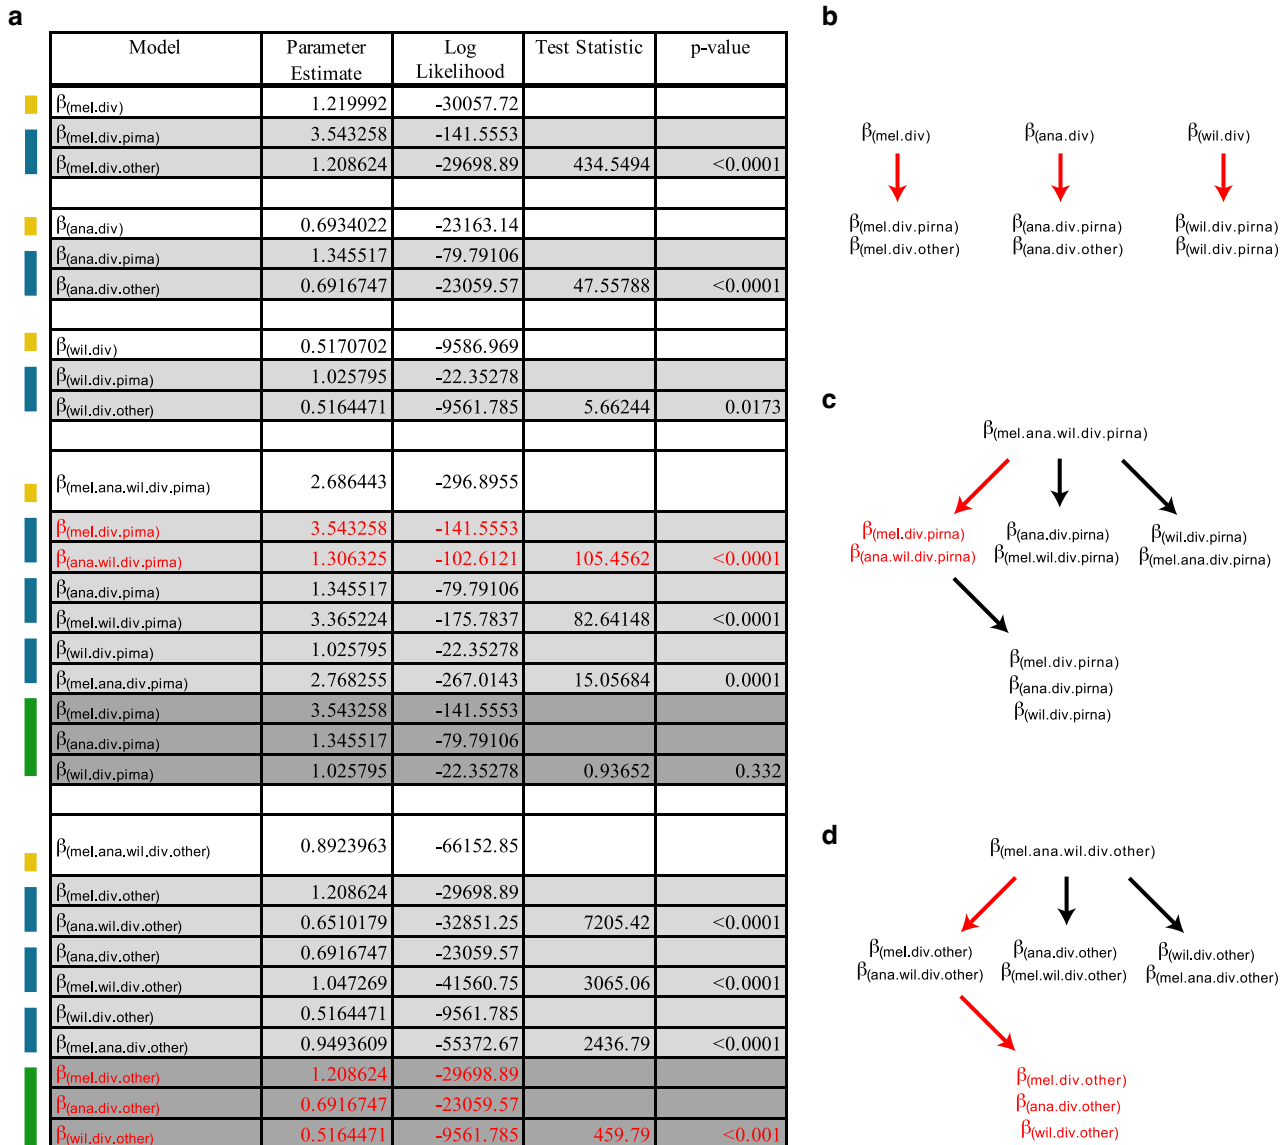 a
Model Parameter Estimate Log Likelihood Test Statistic p-value
β(mel.div) 1.219992 -30057.72
β(mel.div.pirna) 3.543258 -141.5553
β(mel.div.other) 1.208624 -29698.89 434.5494 <0.0001
β(ana.div) 0.6934022 -23163.14
β(ana.div.pirna) 1.345517 -79.79106
β(ana.div.other) 0.6916747 -23059.57 47.55788 <0.0001
β(wil.div) 0.5170702 -9586.969
β(wil.div.pirna) 1.025795 -22.35278
β(wil.div.other) 0.5164471 -9561.785 5.66244 0.0173
β(mel.ana.wil.div.pirna) 2.686443 -296.8955
β(mel.div.pirna) 3.543258 -141.5553
β(ana.wil.div.pirna) 1.306325 -102.6121 105.4562 <0.0001
β(ana.div.pirna) 1.345517 -79.79106
β(mel.wil.div.pirna) 3.365224 -175.7837 82.64148 <0.0001
β(wil.div.pirna) 1.025795 -22.35278
β(mel.ana.div.pirna) 2.768255 -267.0143 15.05684 0.0001
β(mel.div.pirna) 3.543258 -141.5553
β(ana.div.pirna) 1.345517 -79.79106
β(wil.div.pirna) 1.025795 -22.35278 0.93652 0.332
β(mel.ana.wil.div.other) 0.8923963 -66152.85
β(mel.div.other) 1.208624 -29698.89
β(ana.wil.div.other) 0.6510179 -32851.25 7205.42 <0.0001
β(ana.div.other) 0.6916747 -23059.57
β(mel.wil.div.other) 1.047269 -41560.75 3065.06 <0.0001
β(wil.div.other) 0.5164471 -9561.785
β(mel.ana.div.other) 0.9493609 -55372.67 2436.79 <0.0001
β(mel.div.other) 1.208624 -29698.89
β(ana.div.other) 0.6916747 -23059.57
β(wil.div.other) 0.5164471 -9561.785 459.79 <0.001
b
β(mel.div) β(ana.div) β(wil.div)
β(mel.div.pirna) β(ana.div.pirna) β(wil.div.pirna)
β(mel.div.other) β(ana.div.other) β(wil.div.pirna)
c
β(mel.ana.wil.div.pirna)
β(mel.div.pirna) β(ana.div.pirna) β(wil.div.pirna)
β(ana.wil.div.pirna) β(mel.wil.div.pirna) β(mel.ana.div.pirna)
β(mel.div.pirna)
β(ana.div.pirna)
β(wil.div.pirna)
d
β(mel.ana.wil.div.other)
β(mel.div.other) β(ana.div.other) β(wil.div.other)
β(ana.wil.div.other) β(mel.wil.div.other) β(mel.ana.div.other)
β(mel.div.other)
β(ana.div.other)
β(wil.div.other)